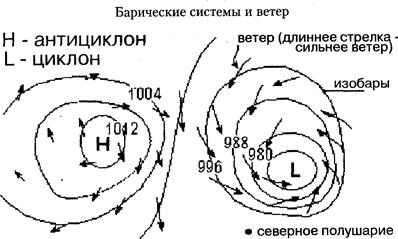 Барические системы и ветер
Н - антициклон
L - циклон
ветер (длиннее стрелка -
сильнее ветер)
изобары
1004
1012
Н
988
980
996
L
• северное полушарие